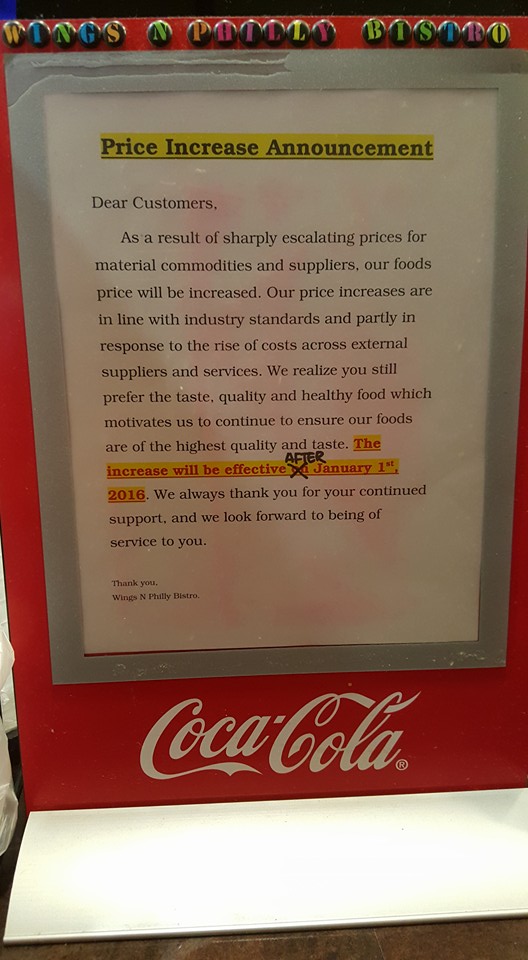 WINGS N PHILLY BISTRO
Price Increase Announcement
Dear Customers,
As a result of sharply escalating prices for
material commodities and suppliers, our foods
price will be increased. Our price increases are
in line with industry standards and partly in
response to the rise of costs across external
suppliers and services. We realize you still
prefer the taste, quality and healthy food which
motivates us to continue to ensure our foods
are of the highest quality and taste. The
AFTER
increase will be effective on January 1st,
2016. We always thank you for your continued
support, and we look forward to being of
service to you.
Thank you,
Wings N Philly Bistro.
Coca-Cola®